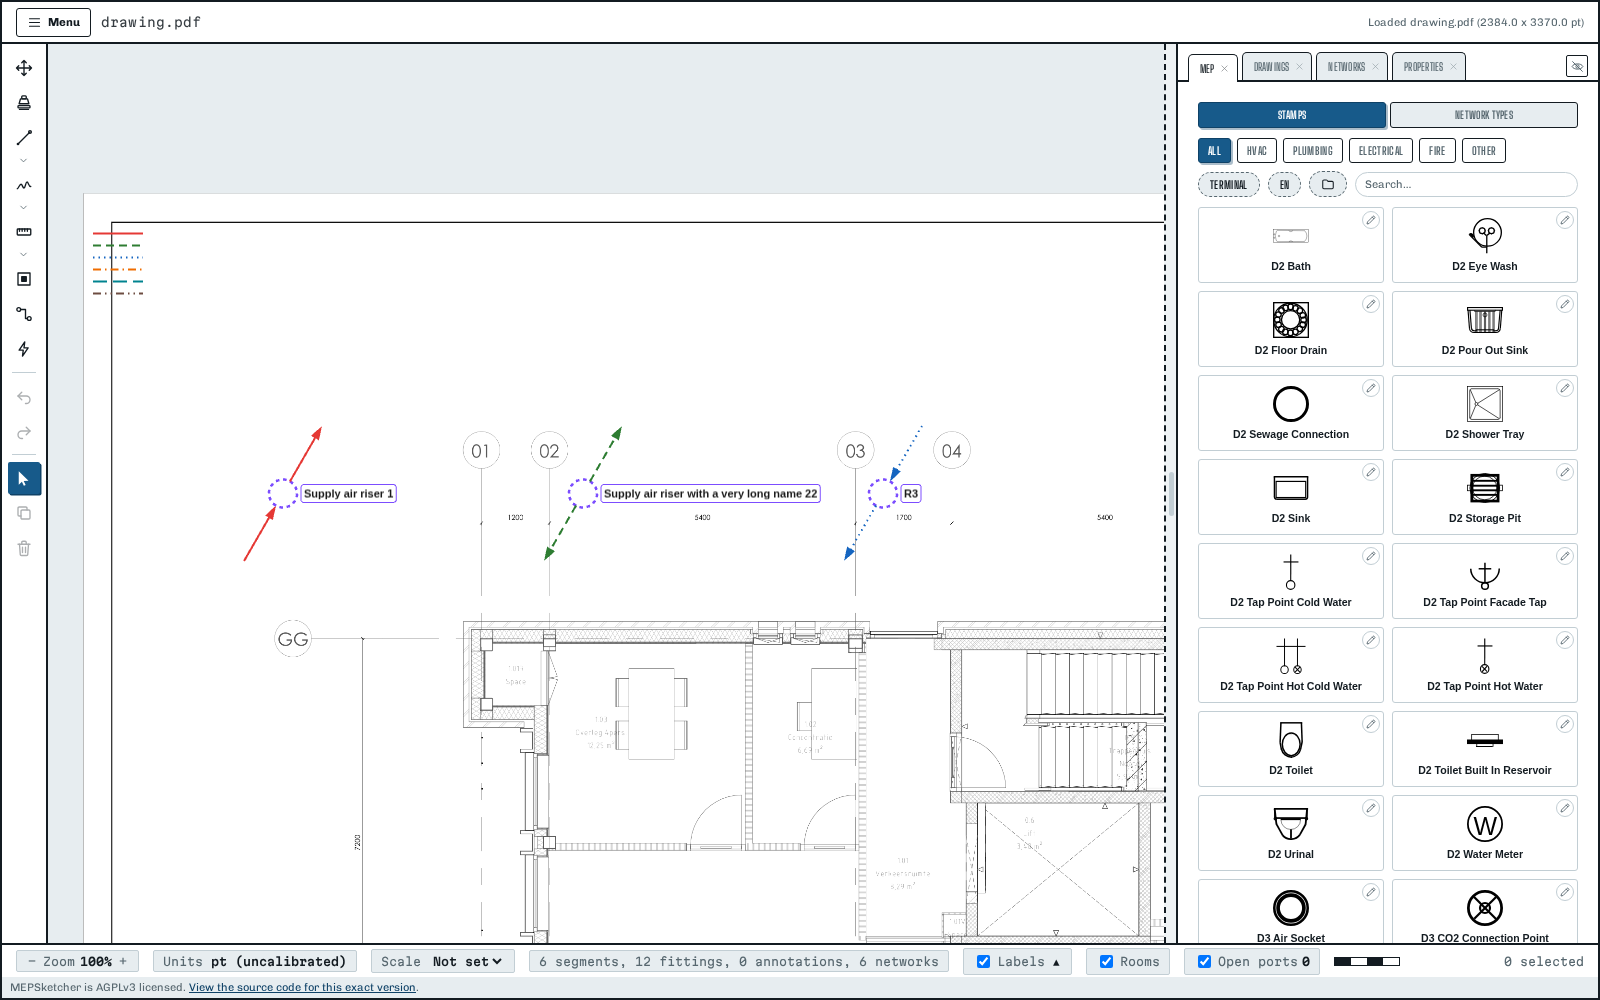 Menu
drawing.pdf
Loaded drawing.pdf (2384.0 x 3370.0 pt)
MEP
DRAWINGS
NETWORKS
PROPERTIES
STAMPS
NETWORK TYPES
ALL
HVAC
PLUMBING
ELECTRICAL
FIRE
OTHER
TERMINAL
EN
Search...
D2 Bath
D2 Eye Wash
D2 Floor Drain
D2 Pour Out Sink
D2 Sewage Connection
D2 Shower Tray
D2 Sink
D2 Storage Pit
D2 Tap Point Cold Water
D2 Tap Point Facade Tap
D2 Tap Point Hot Cold Water
D2 Tap Point Hot Water
D2 Toilet
D2 Toilet Built In Reservoir
D2 Urinal
W
D2 Water Meter
D3 Air Socket
D3 CO2 Connection Point
01
02
03
04
Supply air riser 1
Supply air riser with a very long name 22
R3
1200
5400
1700
5400
GG
Space
7200
− Zoom 100% +
Units pt (uncalibrated)
Scale Not set
6 segments, 12 fittings, 0 annotations, 6 networks
Labels ▲
Rooms
Open ports 0
0 selected
MEPSketcher is AGPLv3 licensed. View the source code for this exact version.